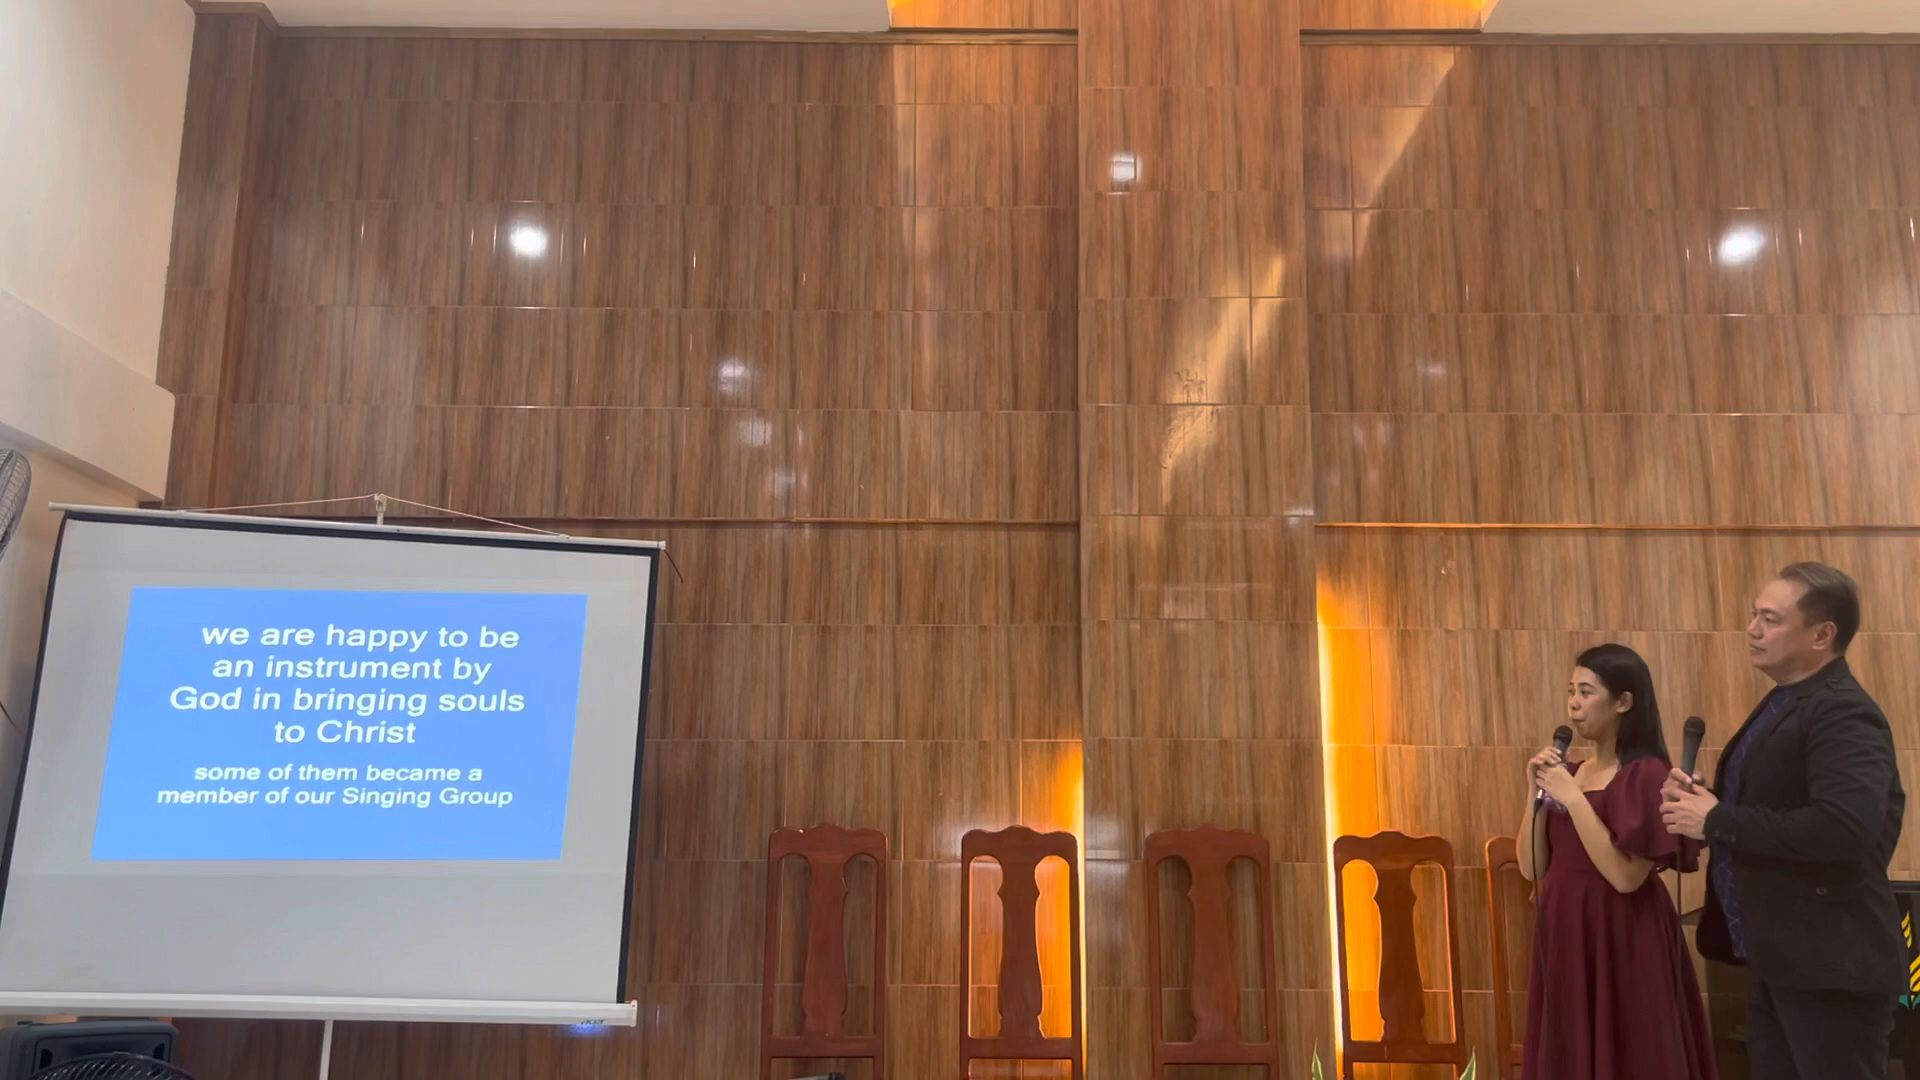 we are happy to be
an instrument by
God in bringing souls
to Christ
some of them became a
member of our Singing Group
acer